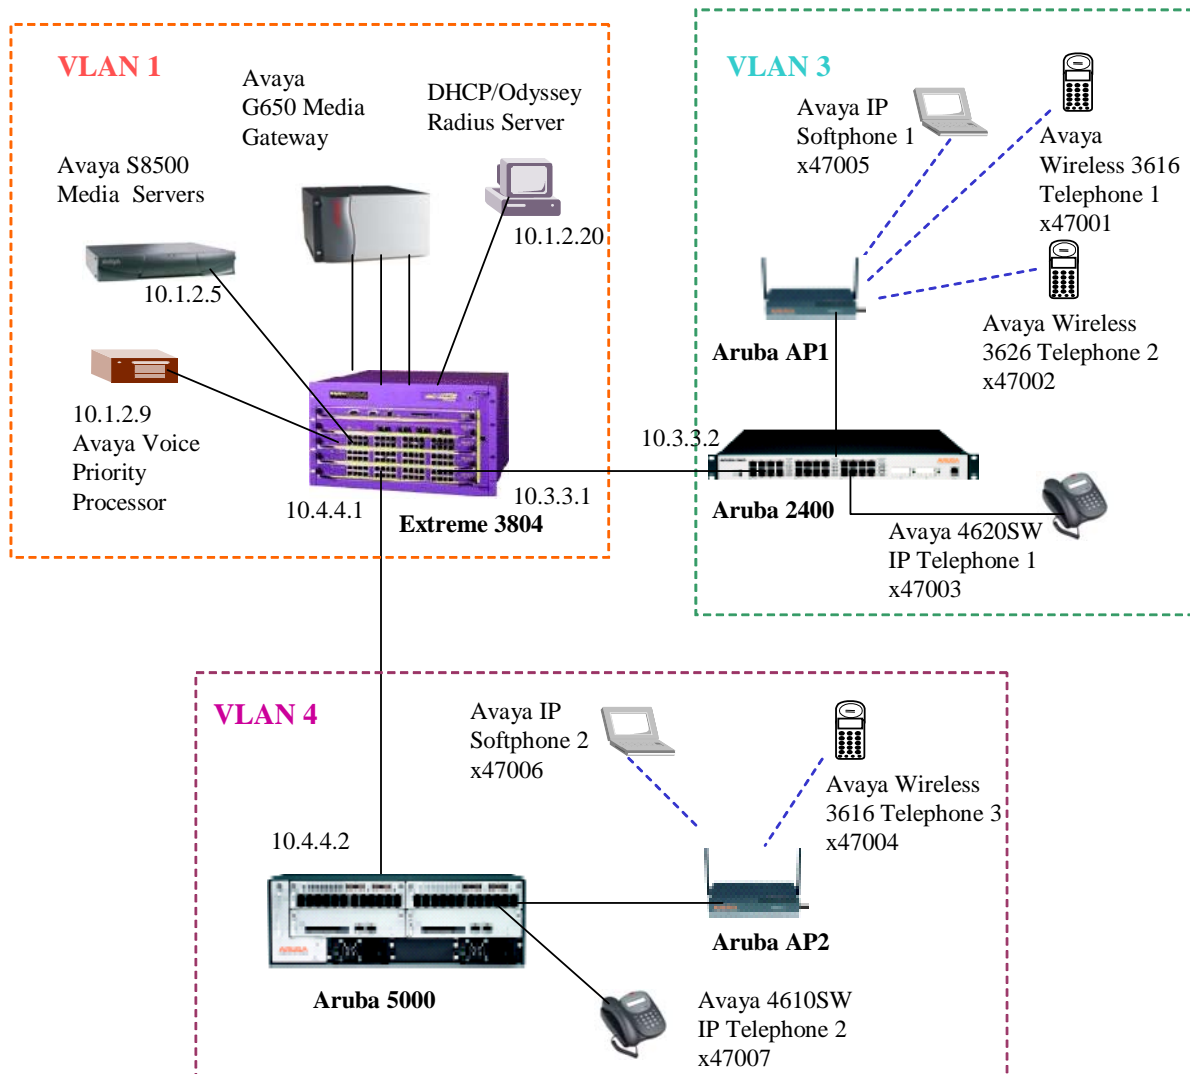 VLAN 1
Avaya
G650 Media
Gateway
DHCP/Odyssey
Radius Server
Avaya S8500
Media Servers
10.1.2.20
10.1.2.5
10.1.2.9
Avaya Voice
Priority
Processor
10.4.4.1
10.3.3.1
Extreme 3804
VLAN 3
Avaya IP
Softphone 1
x47005
Avaya
Wireless 3616
Telephone 1
x47001
Avaya Wireless
3626 Telephone 2
x47002
Aruba AP1
10.3.3.2
ARUBA
Aruba 2400
Avaya 4620SW
IP Telephone 1
x47003
VLAN 4
Avaya IP
Softphone 2
x47006
Avaya Wireless
3616 Telephone 3
x47004
10.4.4.2
ARUBA
Aruba AP2
Aruba 5000
Avaya 4610SW
IP Telephone 2
x47007